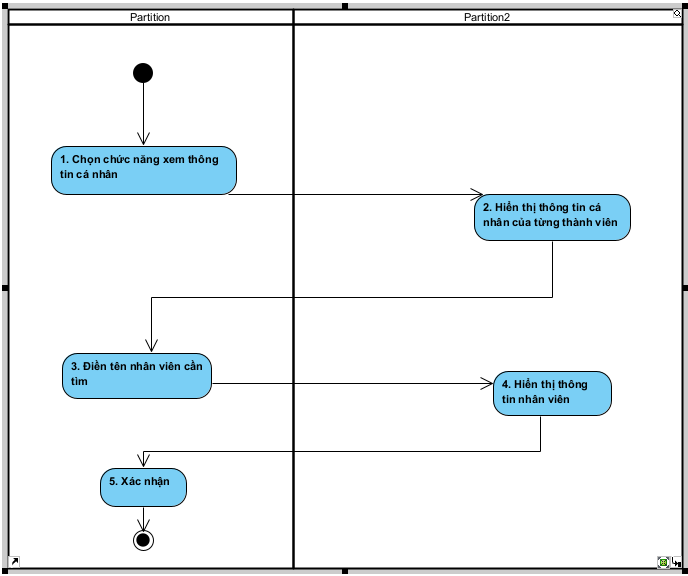 Partition
Partition2
1. Chọn chức năng xem thông
tin cá nhân
2. Hiển thị thông tin cá
nhân của từng thành viên
3. Điền tên nhân viên cần
tìm
4. Hiển thị thông
tin nhân viên
5. Xác nhận